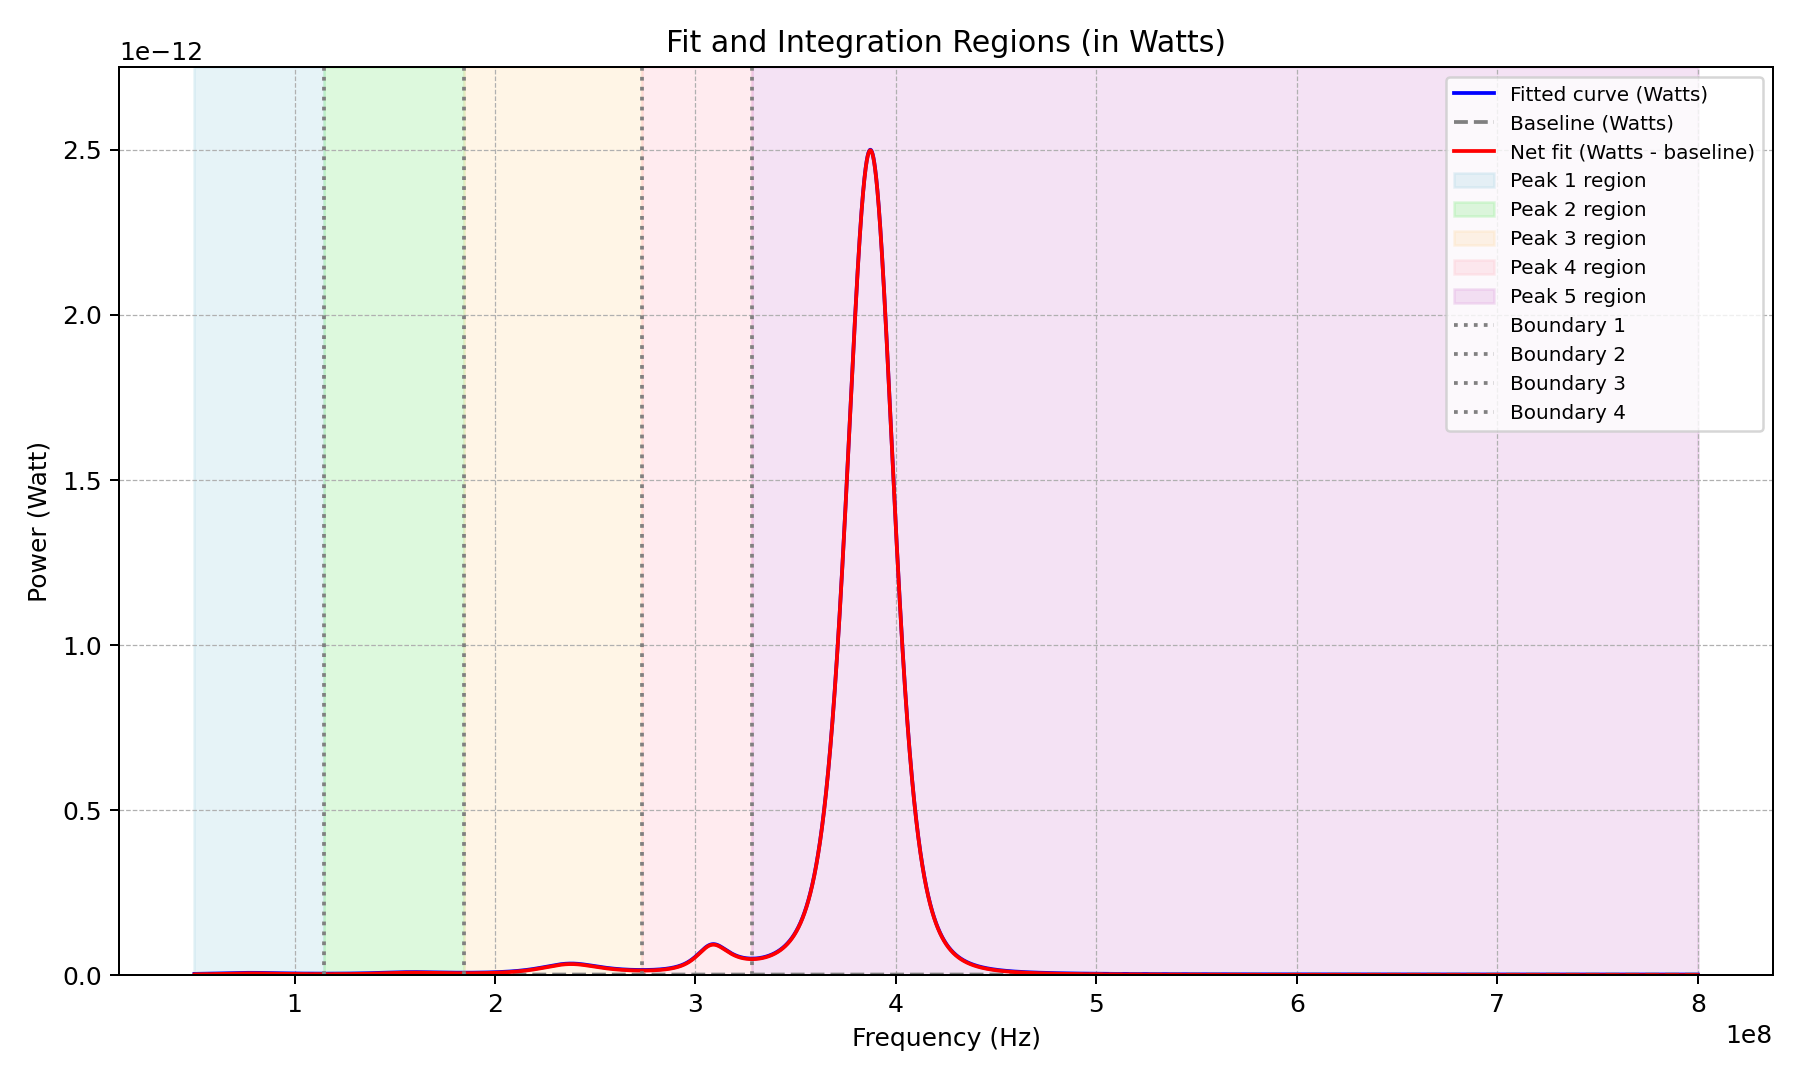 Fit and Integration Regions (in Watts)
1e−12
2.5
2.0
1.5
1.0
0.5
0.0
Power (Watt)
1 2 3 4 5 6 7 8
1e8
Frequency (Hz)
Fitted curve (Watts)
Baseline (Watts)
Net fit (Watts - baseline)
Peak 1 region
Peak 2 region
Peak 3 region
Peak 4 region
Peak 5 region
Boundary 1
Boundary 2
Boundary 3
Boundary 4